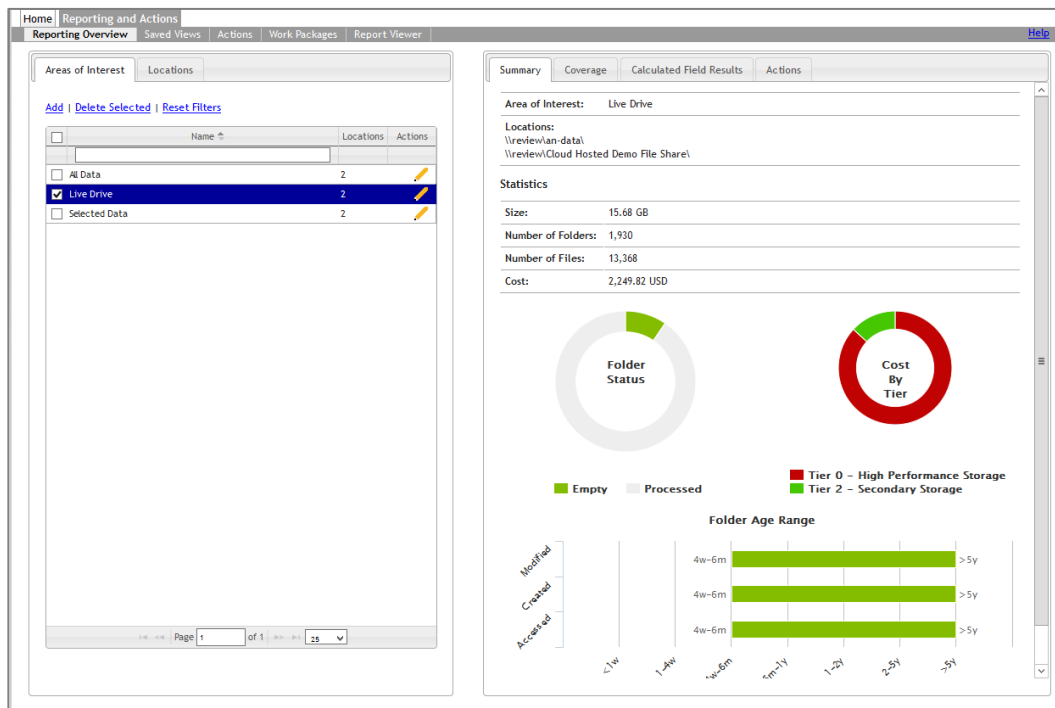 Home Reporting and Actions
Reporting Overview Saved Views Actions Work Packages Report Viewer Help
Areas of Interest Locations
Add | Delete Selected | Reset Filters
Name Locations Actions
All Data 2
Live Drive 2
Selected Data 2
Page 1 of 1 25
Summary Coverage Calculated Field Results Actions
Area of Interest: Live Drive
Locations:
\\review\an-data\
\\review\Cloud Hosted Demo File Share\
Statistics
Size: 15.68 GB
Number of Folders: 1,930
Number of Files: 13,368
Cost: 2,249.82 USD
Folder
Status
Cost
By
Tier
Empty Processed
Tier 0 - High Performance Storage
Tier 2 - Secondary Storage
Folder Age Range
Modified 4w-6m >5y
Created 4w-6m >5y
Accessed 4w-6m >5y
<1w 1-4w 4w-6m 6m-1y 1-2y 2-5y >5y